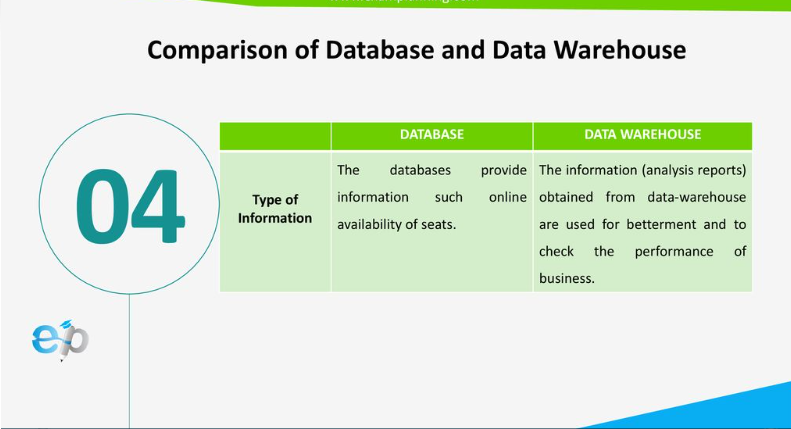 Comparison of Database and Data Warehouse
04
DATABASE
DATA WAREHOUSE
Type of
Information
The databases provide
information such online
availability of seats.
The information (analysis reports)
obtained from data-warehouse
are used for betterment and to
check the performance of
business.
ep